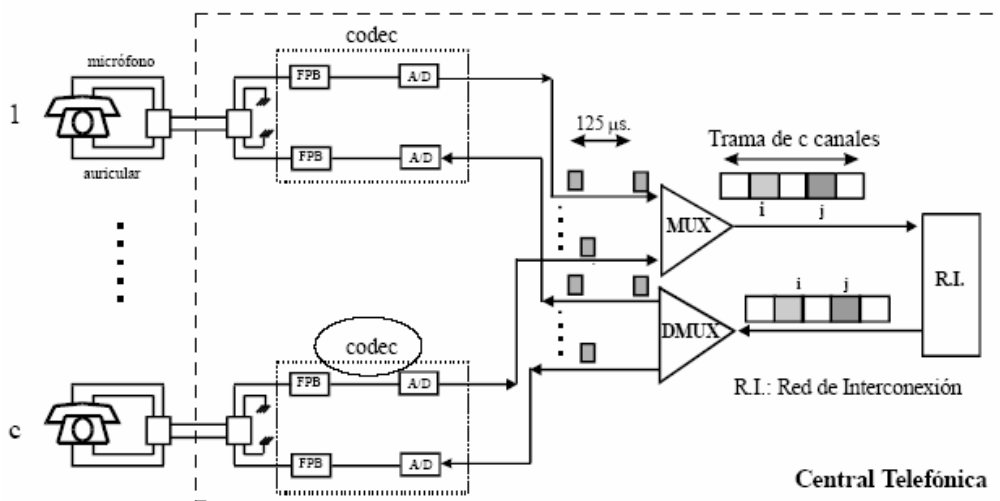 codec
micrófono
FPB
A/D
1
125 µs.
Trama de c canales
FPB
A/D
auricular
i
j
MUX
R.I.
i
j
codec
DMUX
FPB
A/D
R.I.: Red de Interconexión
c
FPB
A/D
Central Telefónica